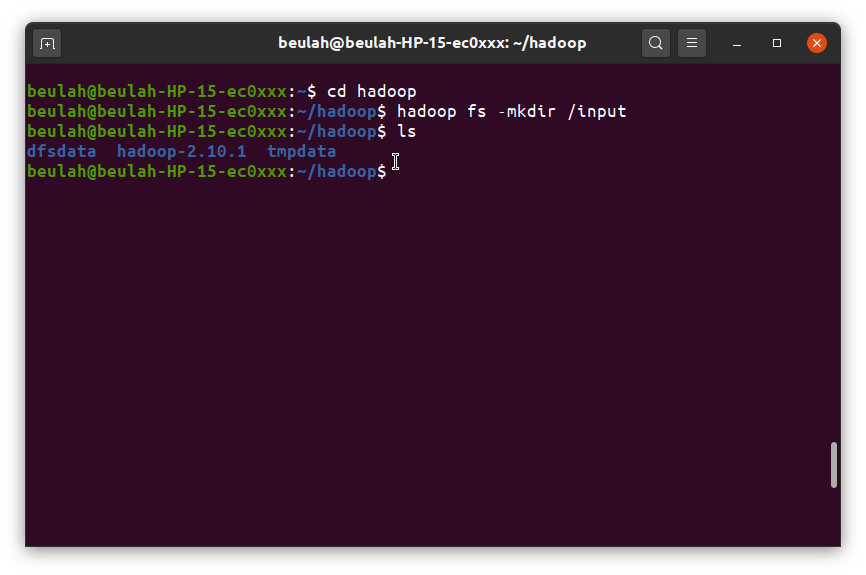 beulah@beulah-HP-15-ec0xxx: ~/hadoop
beulah@beulah-HP-15-ec0xxx:~$ cd hadoop
beulah@beulah-HP-15-ec0xxx:~/hadoop$ hadoop fs -mkdir /input
beulah@beulah-HP-15-ec0xxx:~/hadoop$ ls
dfsdata  hadoop-2.10.1  tmpdata
beulah@beulah-HP-15-ec0xxx:~/hadoop$